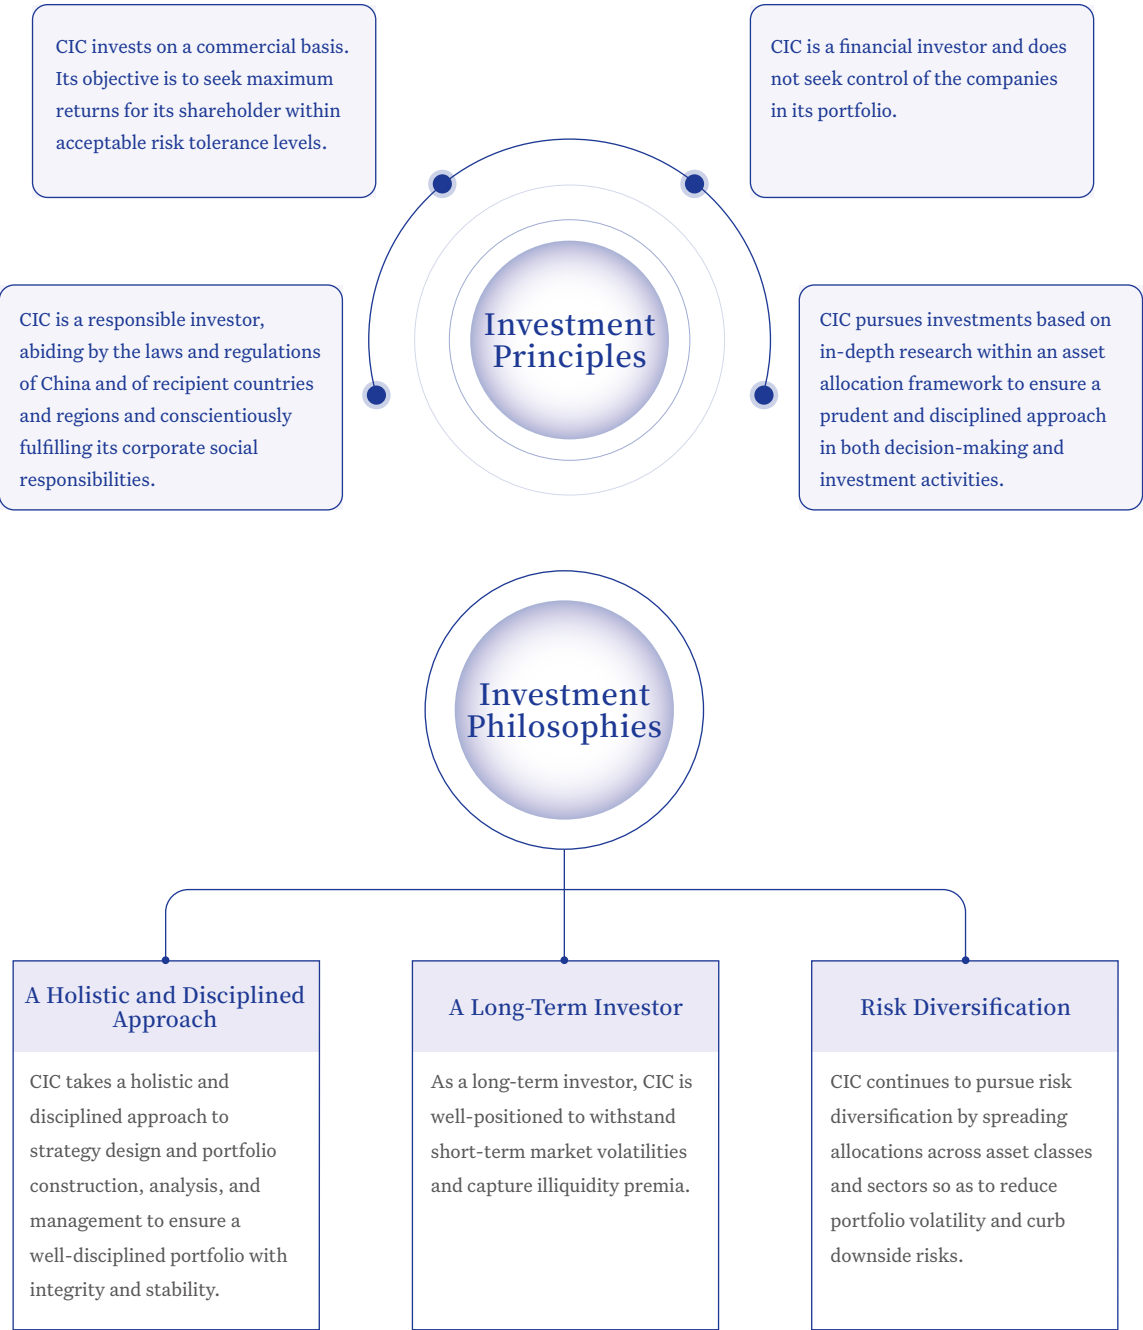 CIC invests on a commercial basis.
Its objective is to seek maximum
returns for its shareholder within
acceptable risk tolerance levels.
CIC is a financial investor and does
not seek control of the companies
in its portfolio.
CIC is a responsible investor,
abiding by the laws and regulations
of China and of recipient countries
and regions and conscientiously
fulfilling its corporate social
responsibilities.
Investment
Principles
CIC pursues investments based on
in-depth research within an asset
allocation framework to ensure a
prudent and disciplined approach
in both decision-making and
investment activities.
Investment
Philosophies
A Holistic and Disciplined
Approach
CIC takes a holistic and
disciplined approach to
strategy design and portfolio
construction, analysis, and
management to ensure a
well-disciplined portfolio with
integrity and stability.
A Long-Term Investor
As a long-term investor, CIC is
well-positioned to withstand
short-term market volatilities
and capture illiquidity premia.
Risk Diversification
CIC continues to pursue risk
diversification by spreading
allocations across asset classes
and sectors so as to reduce
portfolio volatility and curb
downside risks.